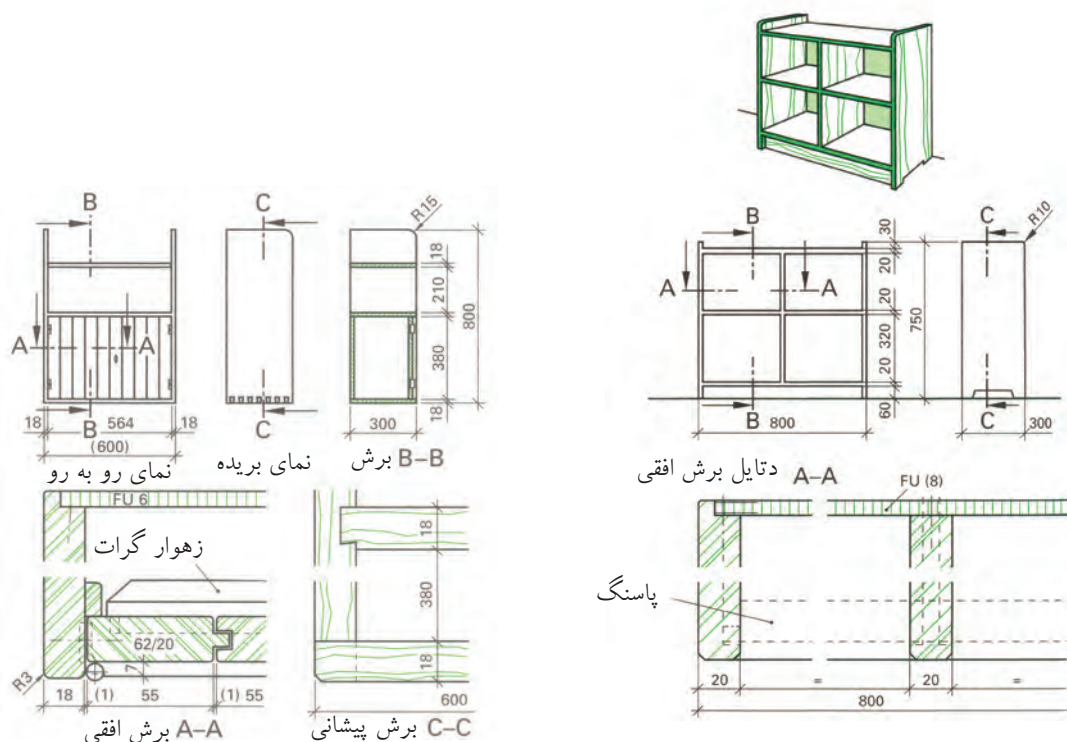 B
B
A
A
18
564
18
(600)
نمای رو به رو
C
C
نمای بریده
R15
18
210
380
18
800
300
برش B–B
B
B
A
A
30
20
20
320
20
60
750
800
C
C
R10
300
دتایل برش افقی
A–A
FU 6
زهوار گرات
62/20
7
R3
18
(1)
55
(1) 55
برش افقی A–A
18
380
18
600
برش پیشانی C–C
FU (8)
پاسنگ
20
=
20
=
800